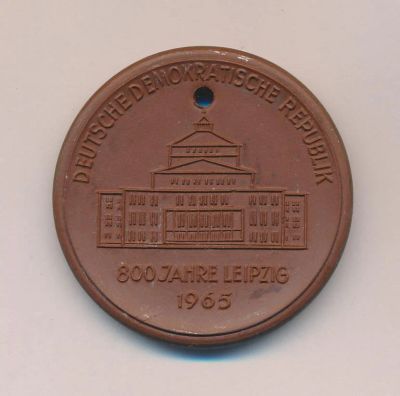 DEUTSCHE DEMOKRATISCHE REPUBLIK
800 JAHRE LEIPZIG
1965